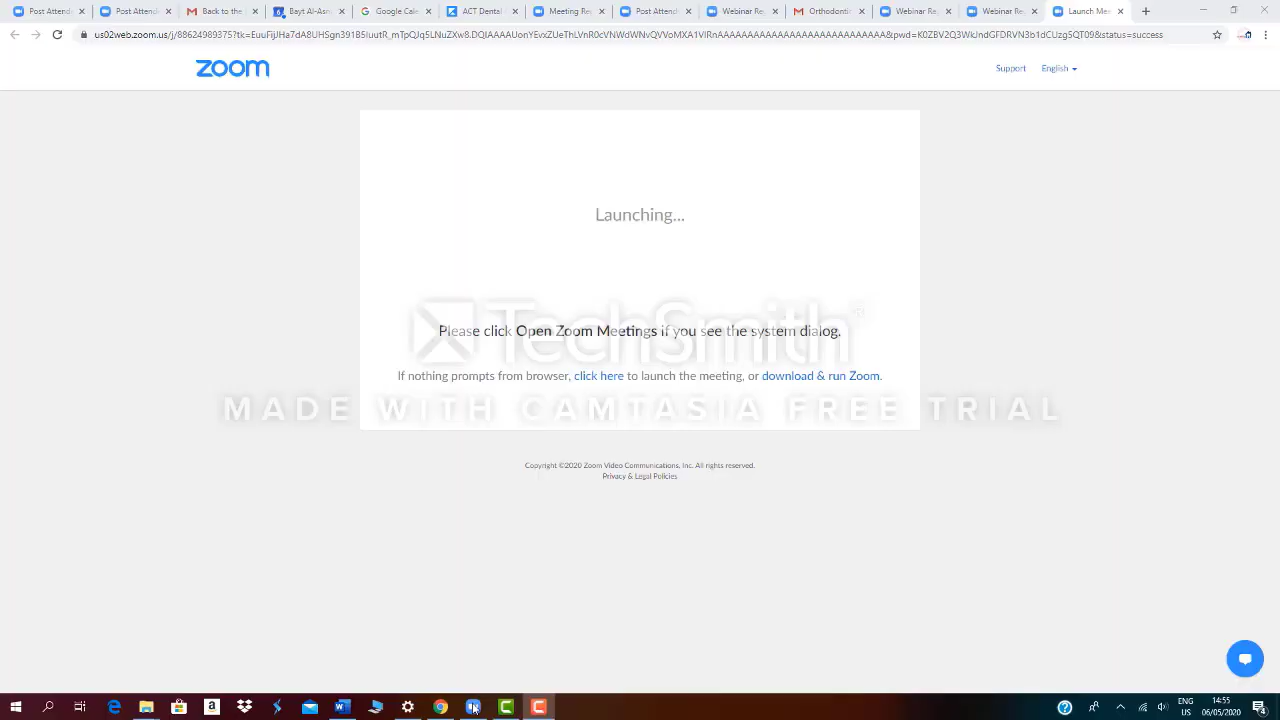 Post Attend
Post Attend
Back to the
Bayt Al-Asn
Google Cale
ACT Dental
Meeting Re
Post Attend
Webinar Re
Orthodonti
Webinar Re
Webinar Re
Launch Me
zoom
Support
English
Launching...
TechSmith
Please click Open Zoom Meetings if you see the system dialog.
If nothing prompts from browser, click here to launch the meeting, or download & run Zoom.
MADE WITH CAMTASIA FREE TRIAL
Copyright ©2020 Zoom Video Communications, Inc. All rights reserved.
Privacy & Legal Policies
ENG
14:55
US
06/05/2020